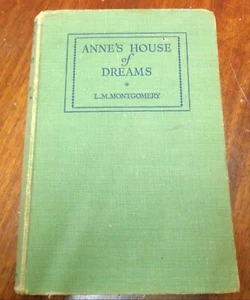 ANNE'S HOUSE
of
DREAMS
L. M. MONTGOMERY